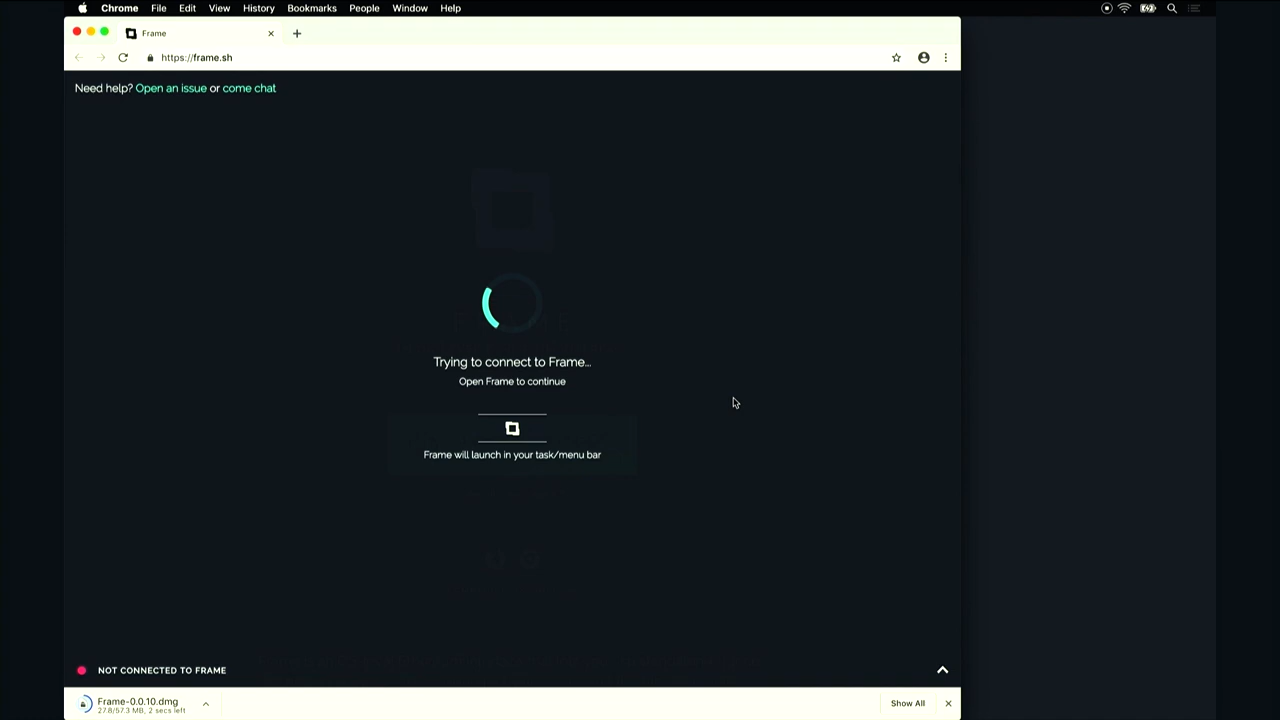 Chrome File Edit View History Bookmarks People Window Help
Frame
https://frame.sh
Need help? Open an issue or come chat
Trying to connect to Frame...
Open Frame to continue
Frame will launch in your task/menu bar
NOT CONNECTED TO FRAME
Frame-0.0.10.dmg
27.8/57.3 MB, 2 secs left
Show All